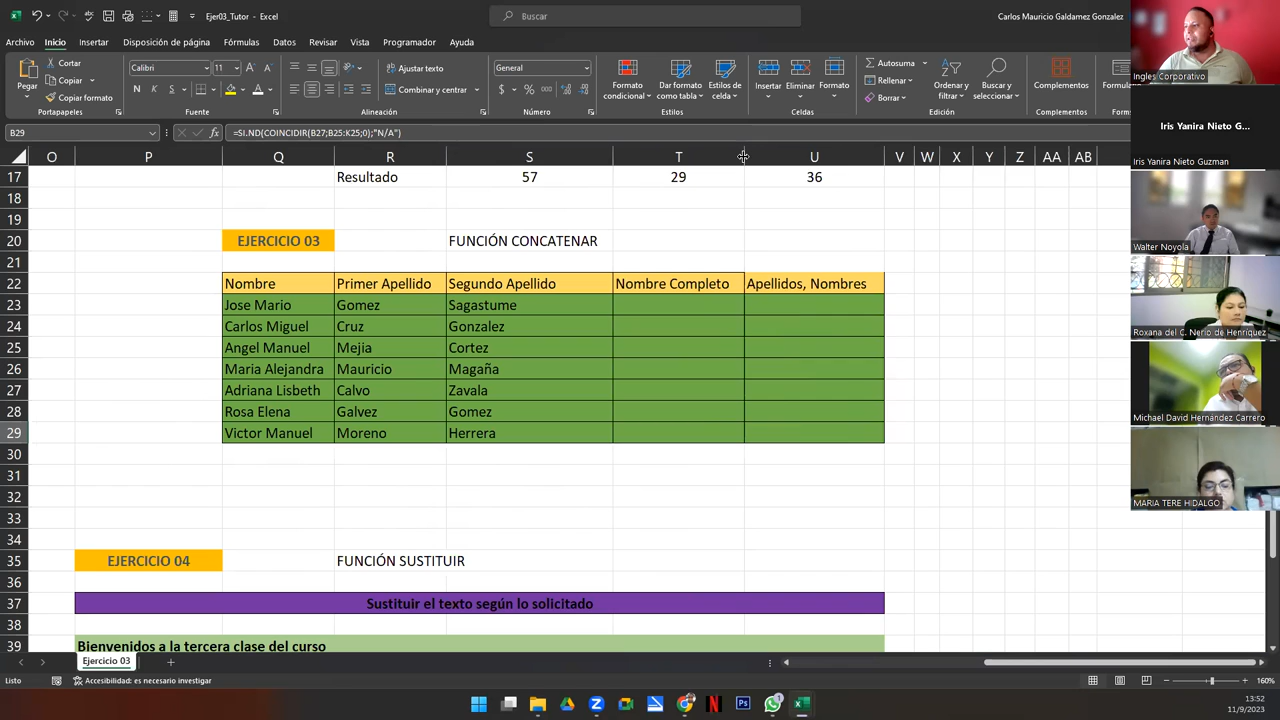 Ejer03_Tutor - Excel
Buscar
Carlos Mauricio Galdamez Gonzalez
Archivo Inicio Insertar Disposición de página Fórmulas Datos Revisar Vista Programador Ayuda
Pegar
Cortar
Copiar
Copiar formato
Calibri 11
N K S
Fuente
Ajustar texto
Combinar y centrar
Alineación
General
$ % 000
Número
Formato condicional
Dar formato como tabla
Estilos de celda
Estilos
Insertar Eliminar Formato
Celdas
Autosuma
Rellenar
Borrar
Ordenar y filtrar
Buscar y seleccionar
Edición
Complementos
Complementos
B29
fx
=SI.ND(COINCIDIR(B27;B25:K25;0);"N/A")
O P Q R S T U V W X Y Z AA AB
17 Resultado 57 29 36
18
19
20 EJERCICIO 03 FUNCIÓN CONCATENAR
21
22 Nombre Primer Apellido Segundo Apellido Nombre Completo Apellidos, Nombres
23 Jose Mario Gomez Sagastume
24 Carlos Miguel Cruz Gonzalez
25 Angel Manuel Mejia Cortez
26 Maria Alejandra Mauricio Magaña
27 Adriana Lisbeth Calvo Zavala
28 Rosa Elena Galvez Gomez
29 Victor Manuel Moreno Herrera
30
31
32
33
34
35 EJERCICIO 04 FUNCIÓN SUSTITUIR
36
37 Sustituir el texto según lo solicitado
38
39 Bienvenidos a la tercera clase del curso
Ejercicio 03
Listo
Accesibilidad: es necesario investigar
160%
13:52
11/9/2023
Ingles Corporativo
Iris Yanira Nieto G...
Iris Yanira Nieto Guzman
Walter Noyola
Roxana del C. Nerio de Henríquez
Michael David Hernández Carrero
MARIA TERE HIDALGO